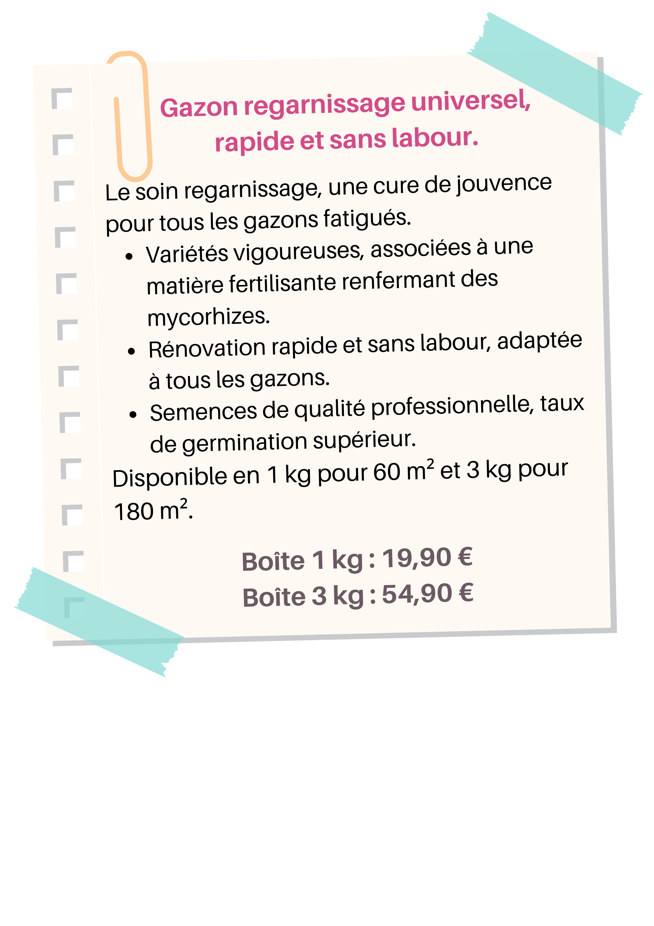 Gazon regarnissage universel,
rapide et sans labour.
Le soin regarnissage, une cure de jouvence
pour tous les gazons fatigués.
• Variétés vigoureuses, associées à une
matière fertilisante renfermant des
mycorhizes.
• Rénovation rapide et sans labour, adaptée
à tous les gazons.
• Semences de qualité professionnelle, taux
de germination supérieur.
Disponible en 1 kg pour 60 m² et 3 kg pour
180 m².
Boîte 1 kg : 19,90 €
Boîte 3 kg : 54,90 €